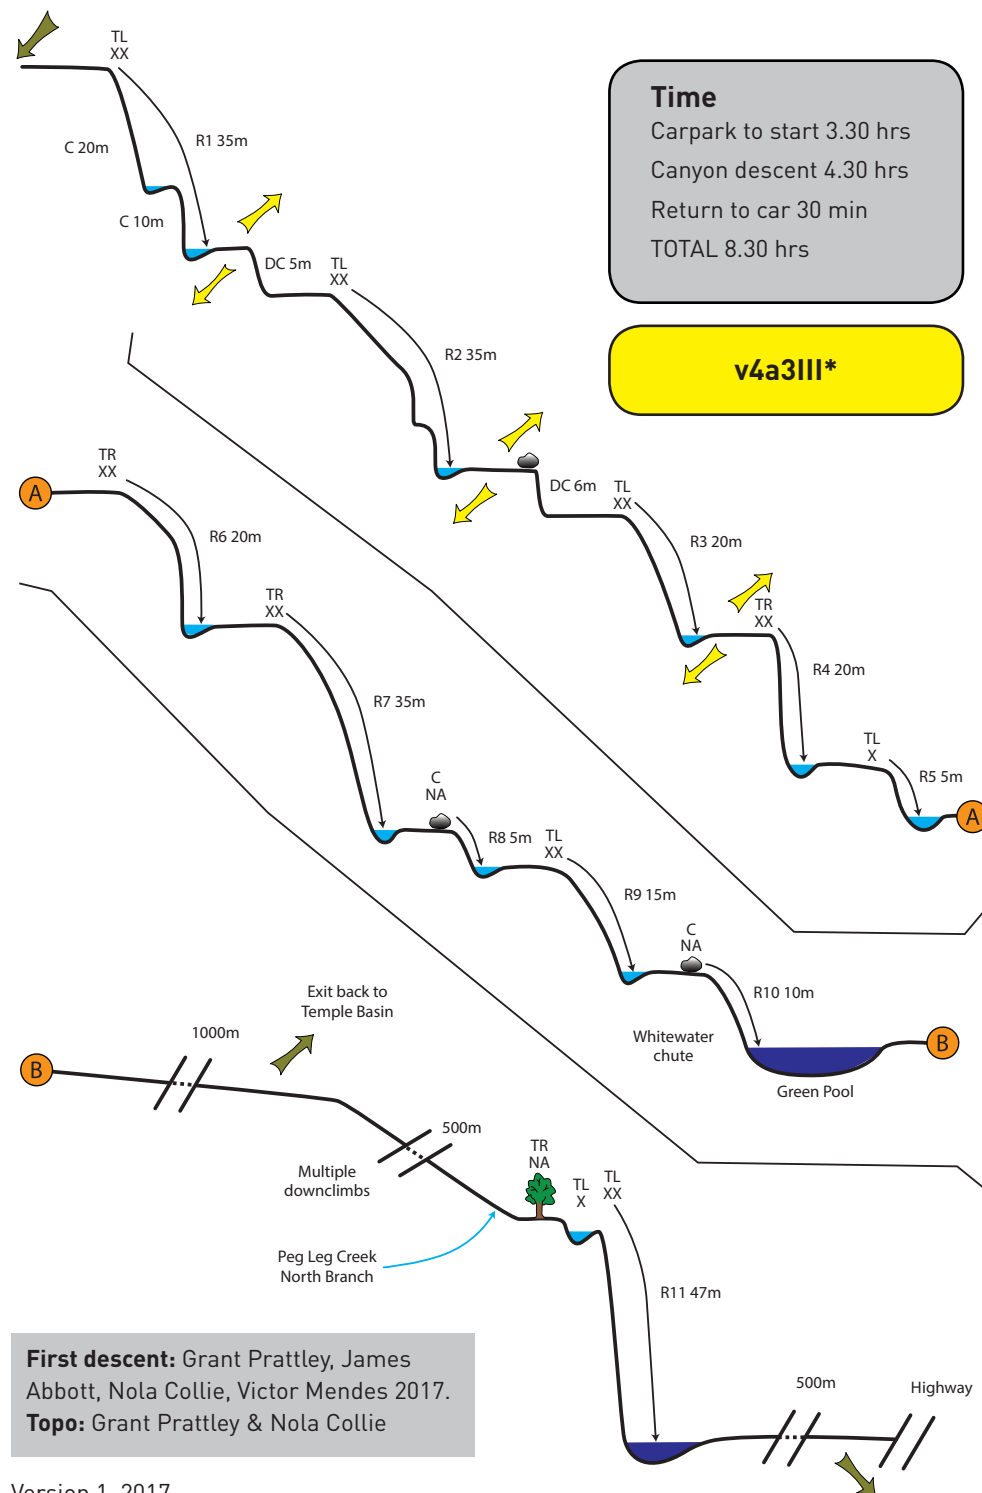 TL
XX
C 20m
R1 35m
C 10m
DC 5m
TL
XX
R2 35m
Time
Carpark to start 3.30 hrs
Canyon descent 4.30 hrs
Return to car 30 min
TOTAL 8.30 hrs
v4a3III*
DC 6m
TL
XX
R3 20m
TR
XX
R4 20m
TL
X
R5 5m
A
A
TR
XX
R6 20m
TR
XX
R7 35m
C
NA
R8 5m
TL
XX
R9 15m
C
NA
R10 10m
Whitewater
chute
Green Pool
B
B
1000m
Exit back to
Temple Basin
500m
Multiple
downclimbs
Peg Leg Creek
North Branch
TR
NA
TL
X
TL
XX
R11 47m
500m
Highway
First descent: Grant Prattley, James
Abbott, Nola Collie, Victor Mendes 2017.
Topo: Grant Prattley & Nola Collie
Version 1, 2017